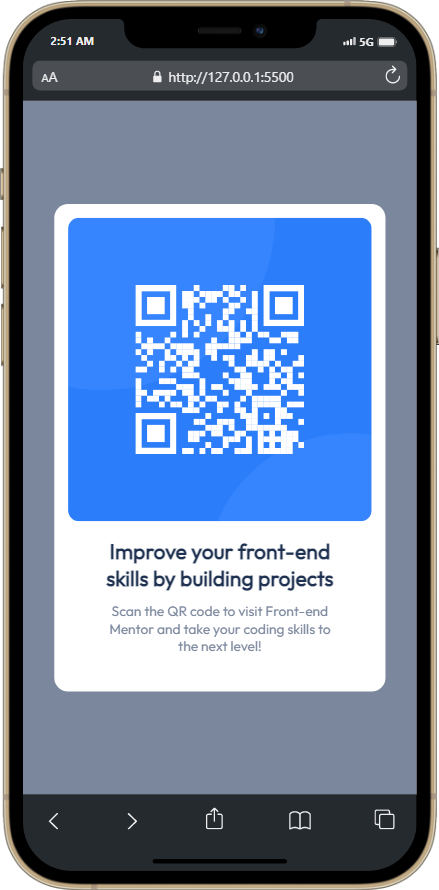 2:51 AM 5G
AA http://127.0.0.1:5500
Improve your front-end
skills by building projects
Scan the QR code to visit Front-end
Mentor and take your coding skills to
the next level!